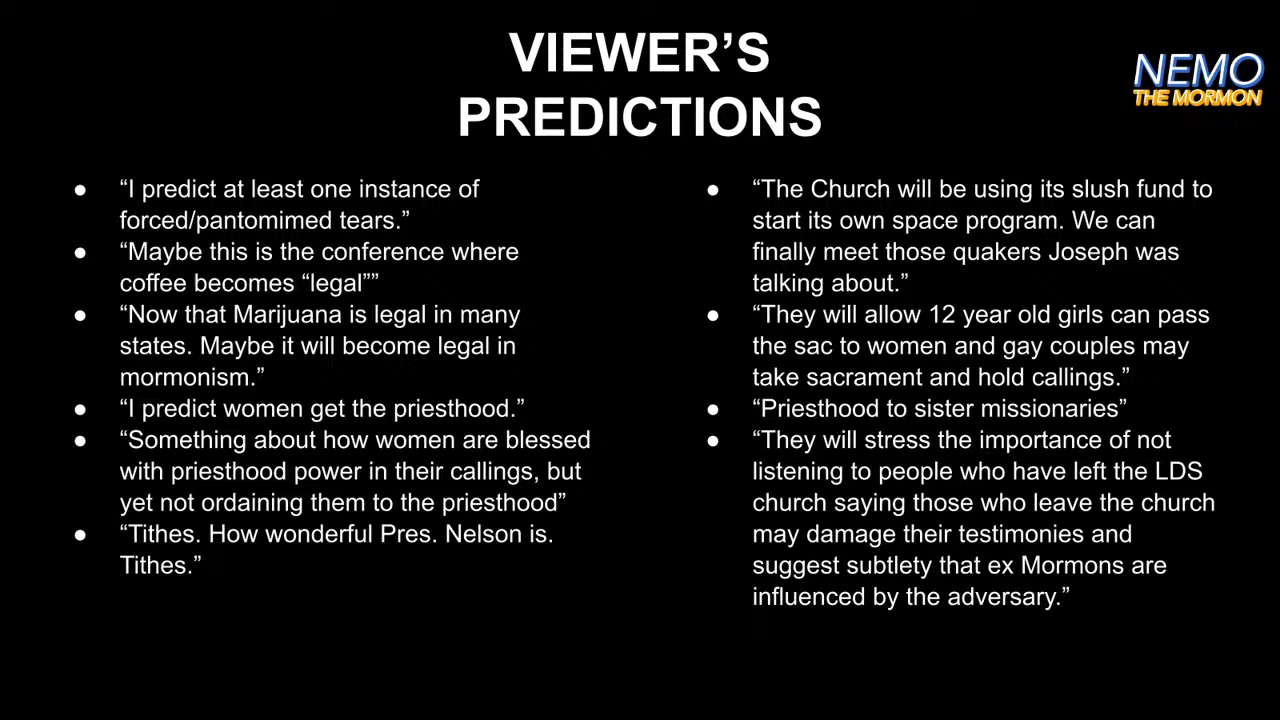 VIEWER’S
PREDICTIONS
NEMO
THE MORMON
● “I predict at least one instance of
forced/pantomimed tears.”
● “Maybe this is the conference where
coffee becomes “legal””
● “Now that Marijuana is legal in many
states. Maybe it will become legal in
mormonism.”
● “I predict women get the priesthood.”
● “Something about how women are blessed
with priesthood power in their callings, but
yet not ordaining them to the priesthood”
● “Tithes. How wonderful Pres. Nelson is.
Tithes.”
● “The Church will be using its slush fund to
start its own space program. We can
finally meet those quakers Joseph was
talking about.”
● “They will allow 12 year old girls can pass
the sac to women and gay couples may
take sacrament and hold callings.”
● “Priesthood to sister missionaries”
● “They will stress the importance of not
listening to people who have left the LDS
church saying those who leave the church
may damage their testimonies and
suggest subtlety that ex Mormons are
influenced by the adversary.”